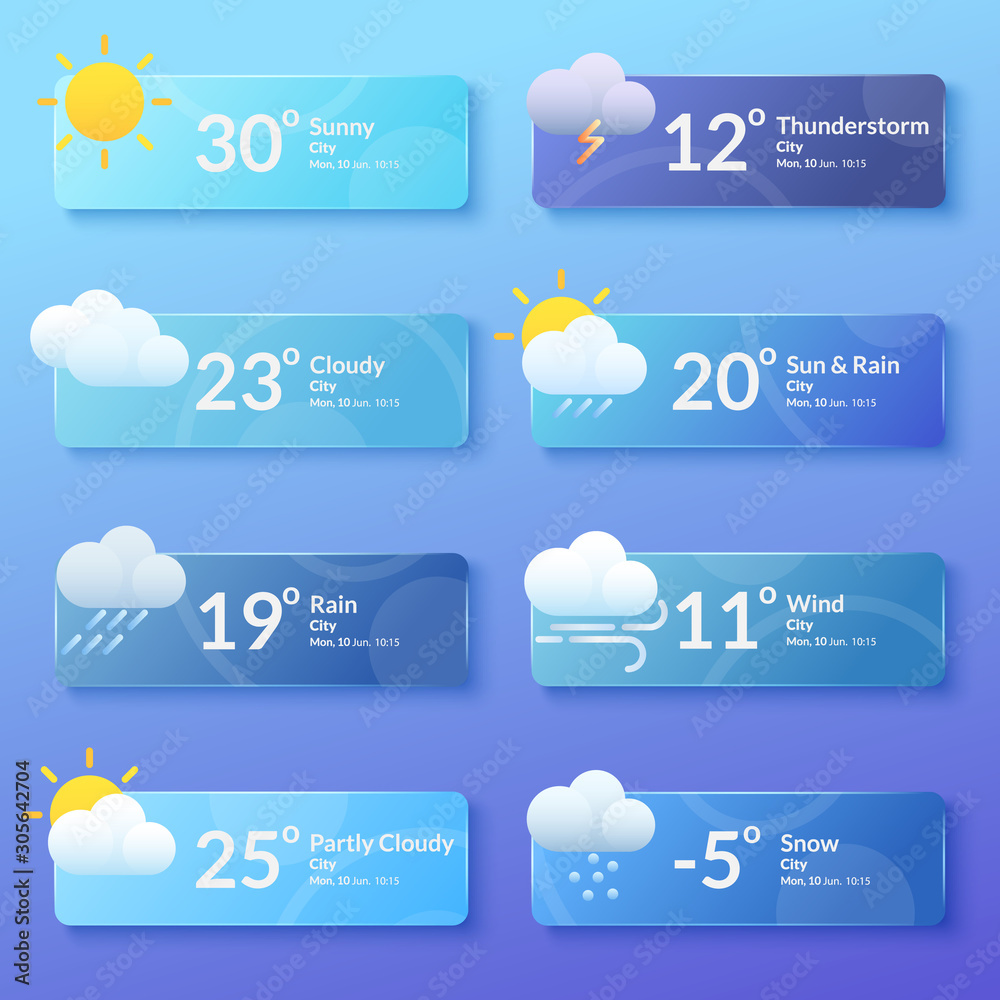 30° Sunny
City
Mon, 10 Jun. 10:15
12° Thunderstorm
City
Mon, 10 Jun. 10:15
23° Cloudy
City
Mon, 10 Jun. 10:15
20° Sun & Rain
City
Mon, 10 Jun. 10:15
19° Rain
City
Mon, 10 Jun. 10:15
11° Wind
City
Mon, 10 Jun. 10:15
25° Partly Cloudy
City
Mon, 10 Jun. 10:15
-5° Snow
City
Mon, 10 Jun. 10:15
Adobe Stock | #305642704
Adobe Stock